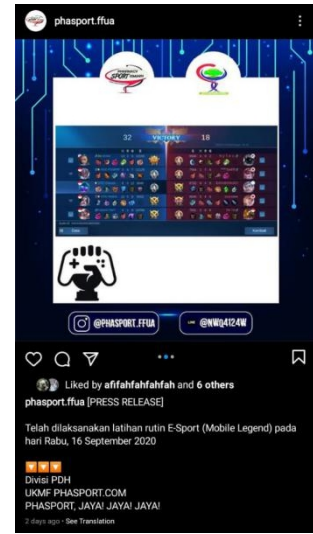 phasport.ffua
SPORT
32 VICTORY 18
@PHASPORT.FFUA
LINE @NWQ4124W
Liked by afifahfahfahfah and 6 others
phasport.ffua [PRESS RELEASE]
Telah dilaksanakan latihan rutin E-Sport (Mobile Legend) pada
hari Rabu, 16 September 2020
Divisi PDH
UKMF PHASPORT.COM
PHASPORT, JAYA! JAYA! JAYA!
2 days ago · See Translation